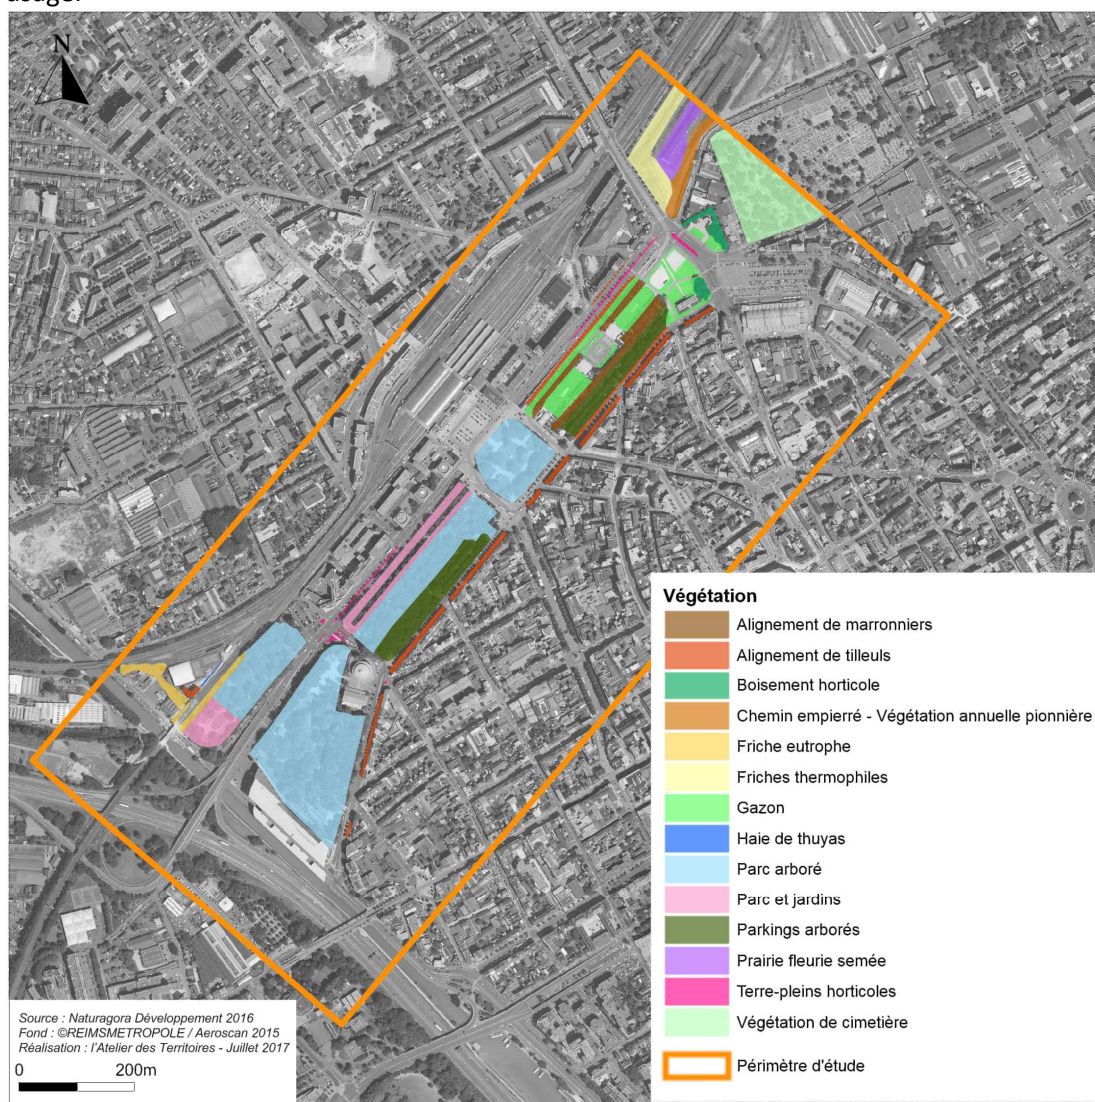 usage.
N
Végétation
Alignement de marronniers
Alignement de tilleuls
Boisement horticole
Chemin empierré - Végétation annuelle pionnière
Friche eutrophe
Friches thermophiles
Gazon
Haie de thuyas
Parc arboré
Parc et jardins
Parkings arborés
Prairie fleurie semée
Terre-pleins horticoles
Végétation de cimetière
Périmètre d'étude
Source : Naturagora Développement 2016
Fond : ©REIMSMETROPOLE / Aeroscan 2015
Réalisation : l'Atelier des Territoires - Juillet 2017
0 200m